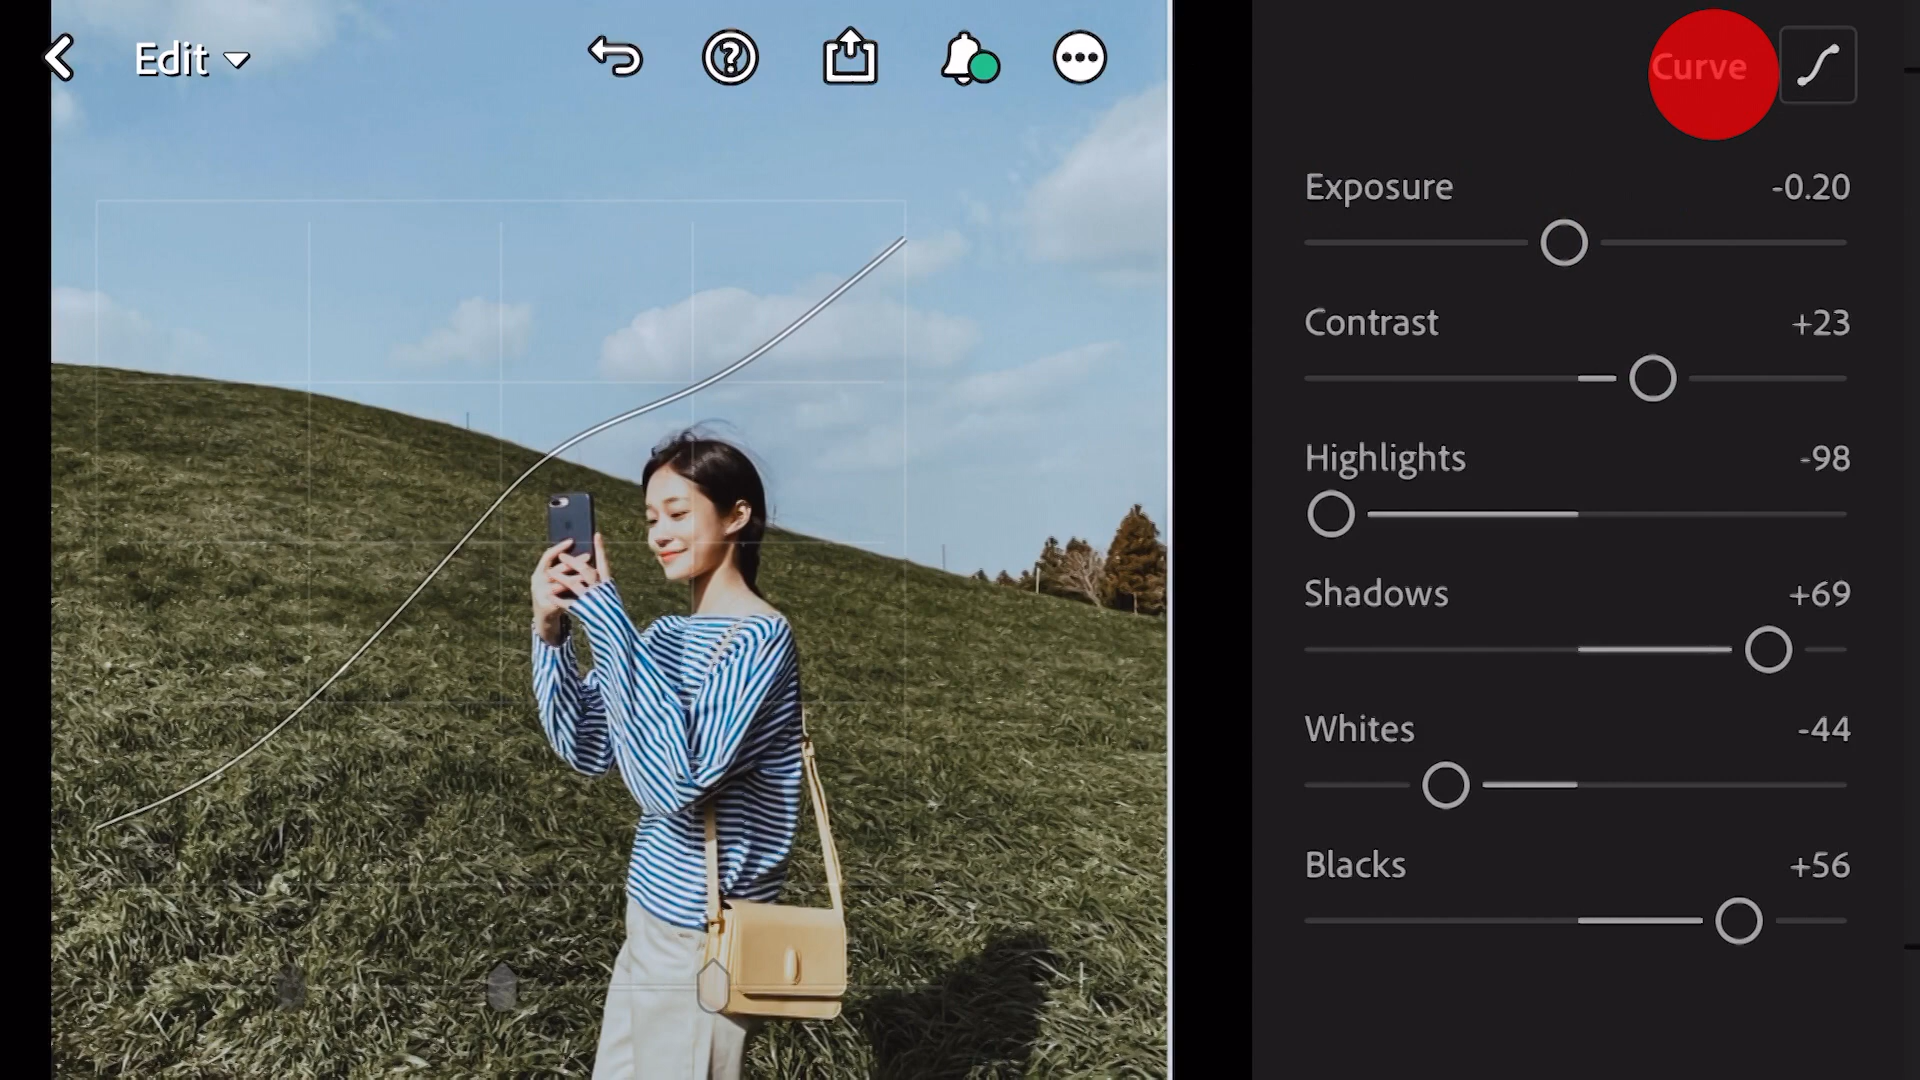 Edit
Curve
Exposure -0.20
Contrast +23
Highlights -98
Shadows +69
Whites -44
Blacks +56